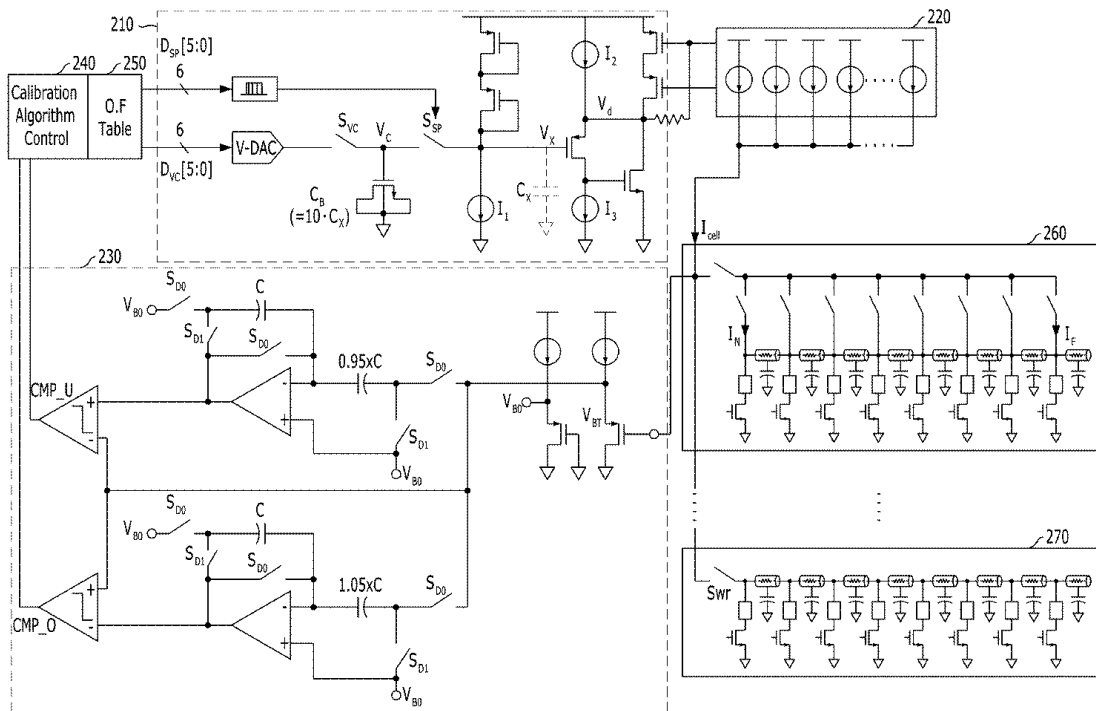 210
220
D_SP[5:0]
240
250
6
Calibration
Algorithm
Control
O.F
Table
6
V-DAC
D_VC[5:0]
S_VC
V_C
S_SP
C_B
(=10·C_X)
I_1
V_X
C_X
I_2
V_d
I_3
I_cell
260
230
S_D0
V_B0
C
S_D1
S_D0
0.95xC
S_D0
CMP_U
+
-
-
+
S_D1
V_B0
V_B0
V_BT
I_N
I_F
S_D0
V_B0
C
S_D1
S_D0
1.05xC
S_D0
CMP_O
+
-
-
+
S_D1
V_B0
270
Swr